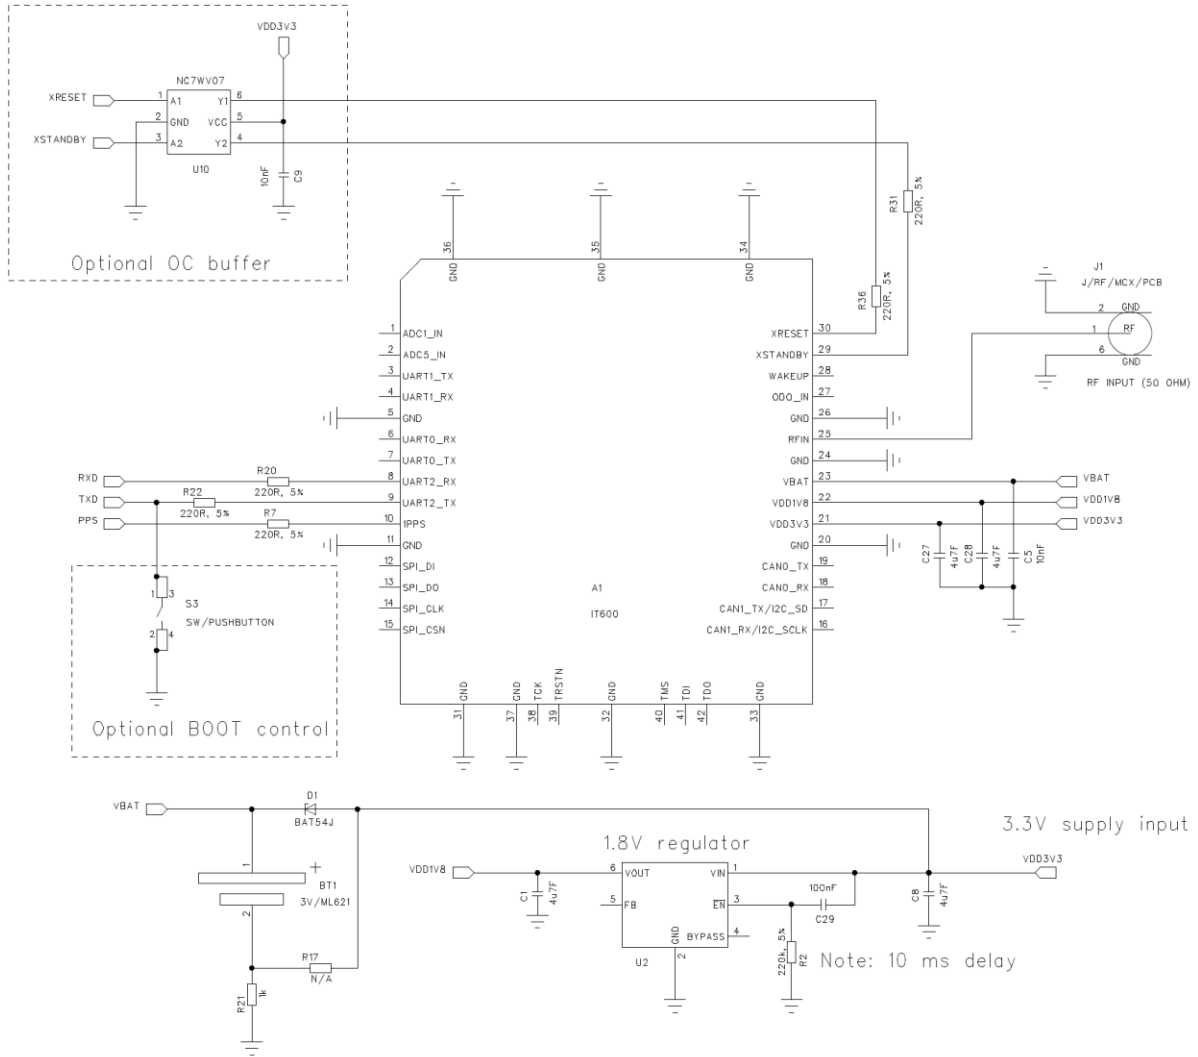 VDD3V3
NC7WV07
XRESET 1 A1 Y1 6
2 GND VCC 5
XSTANDBY 3 A2 Y2 4
U10
10nF C9
Optional OC buffer
R31
220R, 5%
R36
220R, 5%
36 35 34
GND GND GND
J1
J/RF/MCX/PCB
2 GND
1 RF
6 GND
RF INPUT (50 OHM)
1 ADC1_IN XRESET 30
2 ADC5_IN XSTANDBY 29
3 UART1_TX WAKEUP 28
4 UART1_RX ODO_IN 27
5 GND GND 26
6 UART0_RX RFIN 25
7 UART0_TX GND 24
RXD R20 220R, 5% 8 UART2_RX VBAT 23 VBAT
TXD R22 220R, 5% 9 UART2_TX VDD1V8 22 VDD1V8
PPS R7 220R, 5% 10 1PPS VDD3V3 21 VDD3V3
11 GND GND 20
12 SPI_DI CAN0_TX 19
13 SPI_DO CAN0_RX 18
14 SPI_CLK CAN1_TX/I2C_SD 17
15 SPI_CSN CAN1_RX/I2C_SCLK 16
A1
IT600
C27 4u7F
C28 4u7F
C5 10nF
1 3
S3
SW/PUSHBUTTON
2 4
Optional BOOT control
GND GND TCK TRSTN GND TMS TDI TDO GND
31 37 38 39 32 40 41 42 33
VBAT
D1
BAT54J
1 +
BT1
3V/ML621
2
R17
N/A
R21 1k
1.8V regulator
3.3V supply input
VDD1V8 6 VOUT VIN 1 VDD3V3
C1 4u7F
5 FB EN 3
100nF
C29
C8 4u7F
GND BYPASS 4
U2 2
220k, 5% R2
Note: 10 ms delay